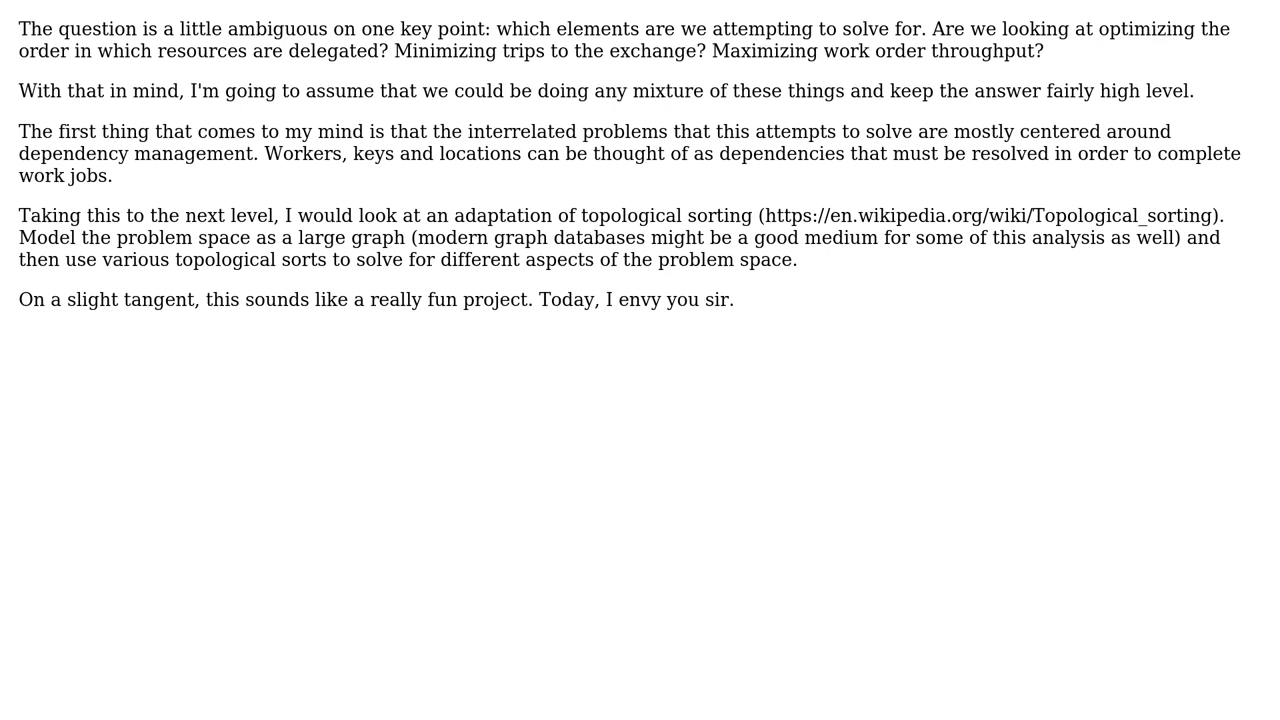 The question is a little ambiguous on one key point: which elements are we attempting to solve for. Are we looking at optimizing the
order in which resources are delegated? Minimizing trips to the exchange? Maximizing work order throughput?
With that in mind, I'm going to assume that we could be doing any mixture of these things and keep the answer fairly high level.
The first thing that comes to my mind is that the interrelated problems that this attempts to solve are mostly centered around
dependency management. Workers, keys and locations can be thought of as dependencies that must be resolved in order to complete
work jobs.
Taking this to the next level, I would look at an adaptation of topological sorting (https://en.wikipedia.org/wiki/Topological_sorting).
Model the problem space as a large graph (modern graph databases might be a good medium for some of this analysis as well) and
then use various topological sorts to solve for different aspects of the problem space.
On a slight tangent, this sounds like a really fun project. Today, I envy you sir.